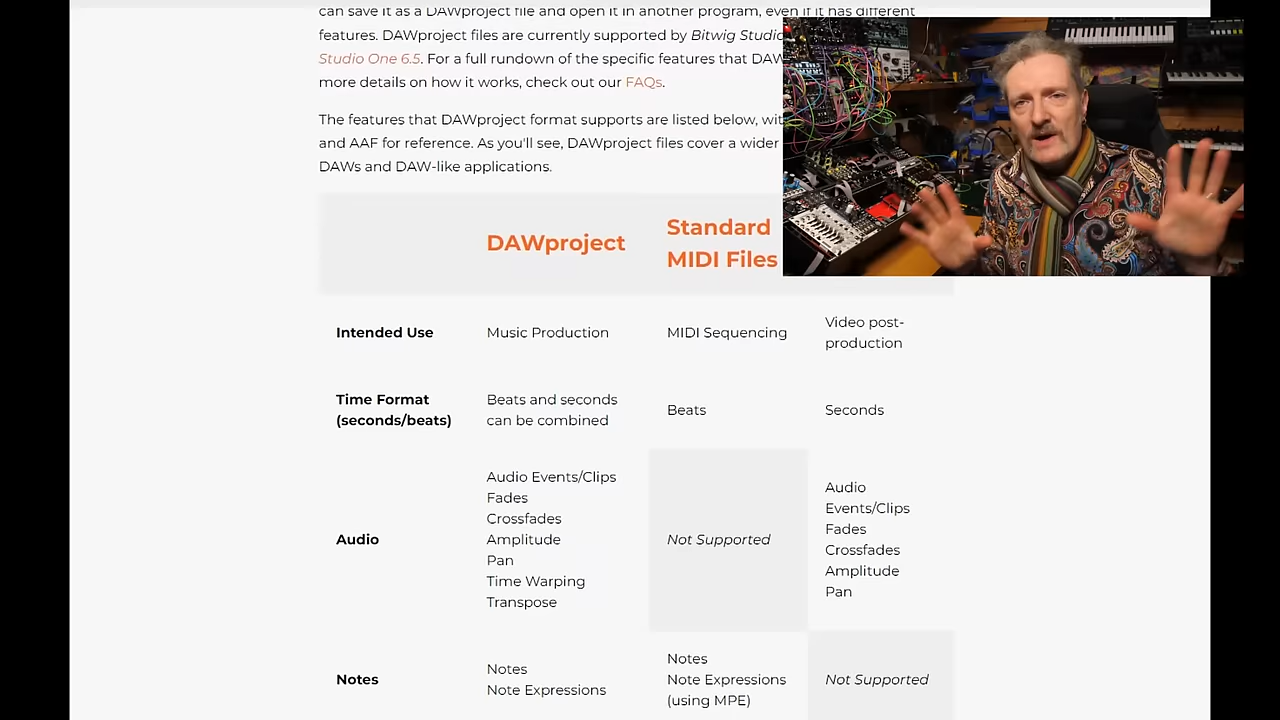 can save it as a DAWproject file and open it in another program, even if it has different
features. DAWproject files are currently supported by Bitwig Studio
Studio One 6.5. For a full rundown of the specific features that DAW
more details on how it works, check out our FAQs.
The features that DAWproject format supports are listed below, wit
and AAF for reference. As you'll see, DAWproject files cover a wider
DAWs and DAW-like applications.
DAWproject
Standard
MIDI Files
Intended Use
Music Production
MIDI Sequencing
Video post-
production
Time Format
(seconds/beats)
Beats and seconds
can be combined
Beats
Seconds
Audio
Audio Events/Clips
Fades
Crossfades
Amplitude
Pan
Time Warping
Transpose
Not Supported
Audio
Events/Clips
Fades
Crossfades
Amplitude
Pan
Notes
Notes
Note Expressions
Notes
Note Expressions
(using MPE)
Not Supported